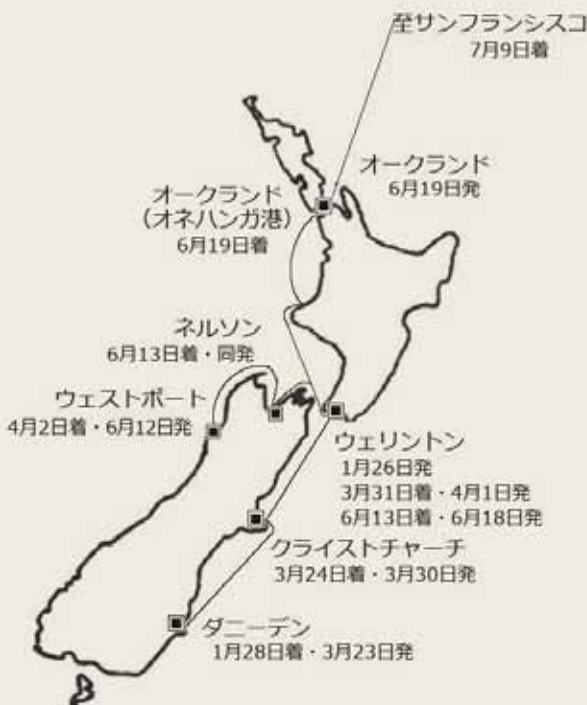 至サンフランシスコ
7月9日着
オークランド
6月19日発
オークランド
（オネハンガ港）
6月19日着
ネルソン
6月13日着・同発
ウェストポート
4月2日着・6月12日発
ウェリントン
1月26日発
3月31日着・4月1日発
6月13日着・6月18日発
クライストチャーチ
3月24日着・3月30日発
ダニーデン
1月28日着・3月23日発